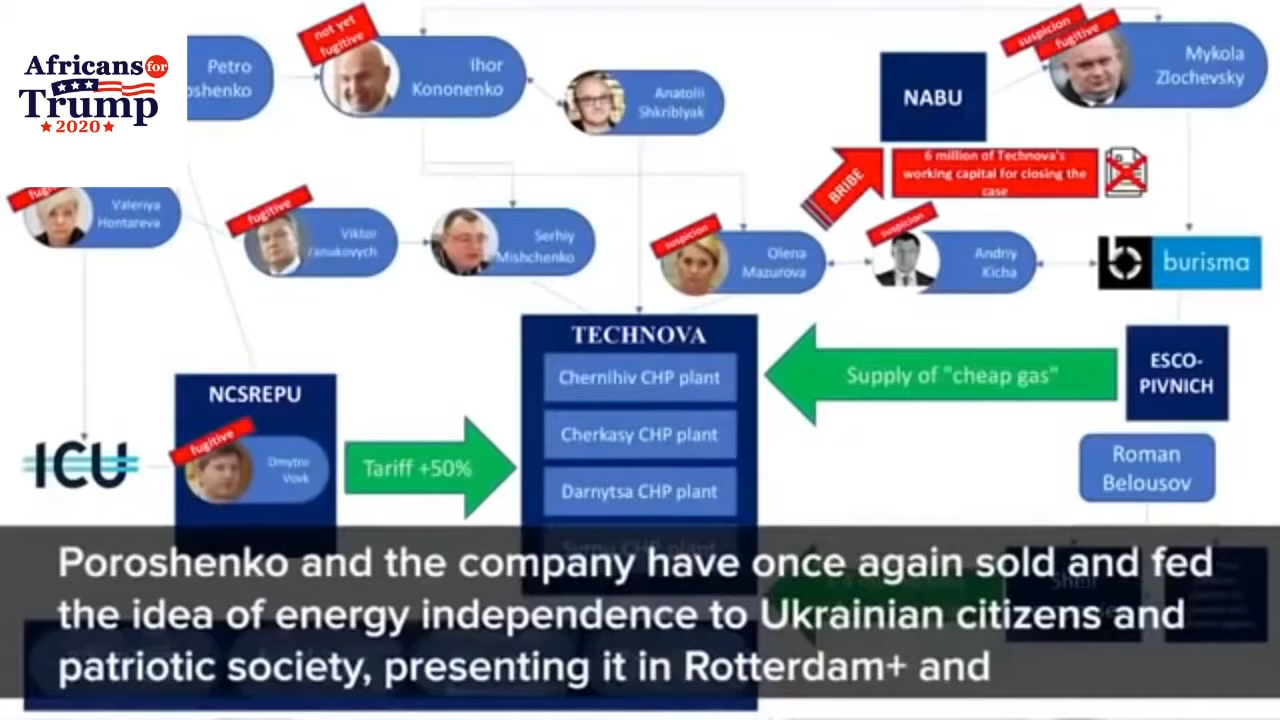 Africans for
Trump
2020
Petro
oshenko
not yet
fugitive
Ihor
Kononenko
Anatolii
Shkriblyak
NABU
suspicion
fugitive
Mykola
Zlochevsky
BRIBE
6 million of Technova's
working capital for closing the
case
fugitive
Valeriya
Hontareva
fugitive
Viktor
Yanukovych
Serhiy
Mishchenko
suspicion
Olena
Mazurova
suspicion
Andriy
Kicha
burisma
TECHNOVA
Chernihiv CHP plant
Cherkasy CHP plant
Darnytsa CHP plant
Supply of "cheap gas"
ESCO-
PIVNICH
Roman
Belousov
NCSREPU
fugitive
Dmytro
Vovk
ICU
Tariff +50%
Shell
Poroshenko and the company have once again sold and fed
the idea of energy independence to Ukrainian citizens and
patriotic society, presenting it in Rotterdam+ and